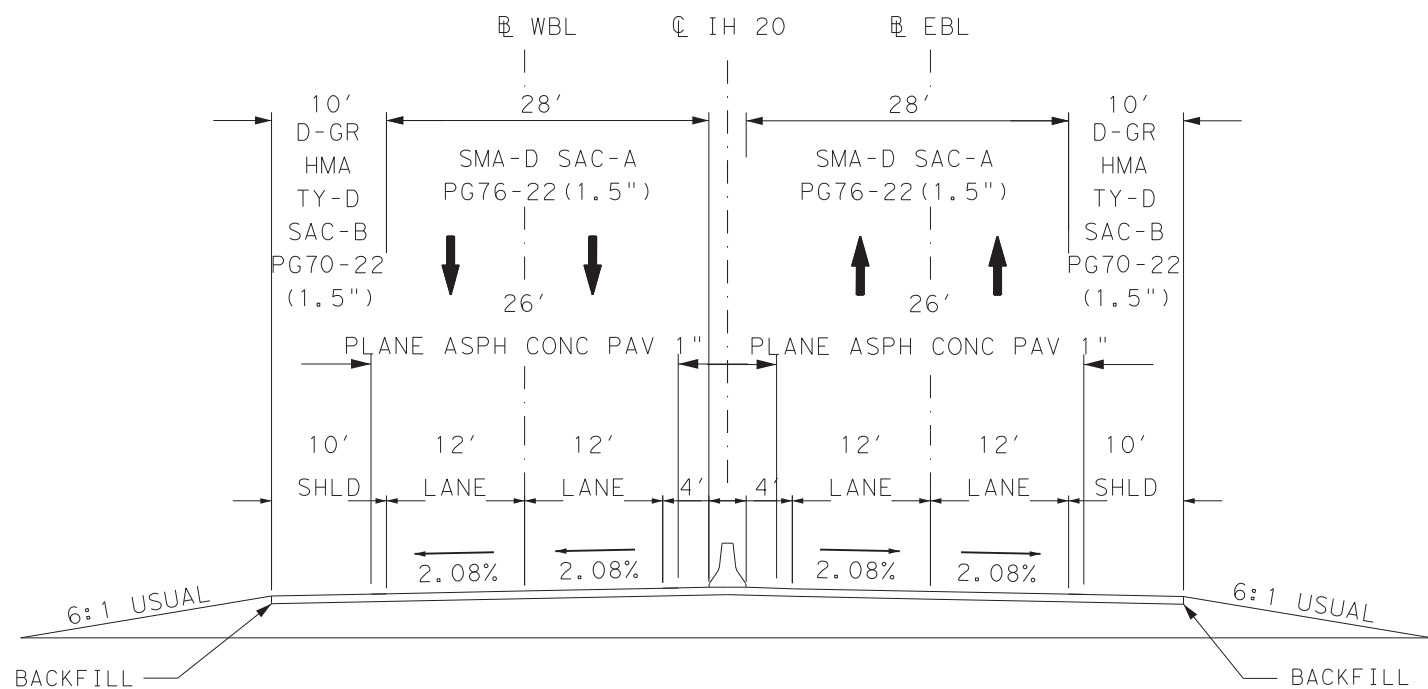 ℄ IH 20
WBL
EBL
10'
28'
28'
10'
D-GR
HMA
TY-D
SAC-B
PG70-22
(1.5")
SMA-D SAC-A
PG76-22(1.5")
SMA-D SAC-A
PG76-22(1.5")
D-GR
HMA
TY-D
SAC-B
PG70-22
(1.5")
26'
26'
PLANE ASPH CONC PAV 1"
PLANE ASPH CONC PAV 1"
10'
12'
12'
12'
12'
10'
SHLD
LANE
LANE
4'
4'
LANE
LANE
SHLD
2.08%
2.08%
2.08%
2.08%
6:1 USUAL
6:1 USUAL
BACKFILL
BACKFILL